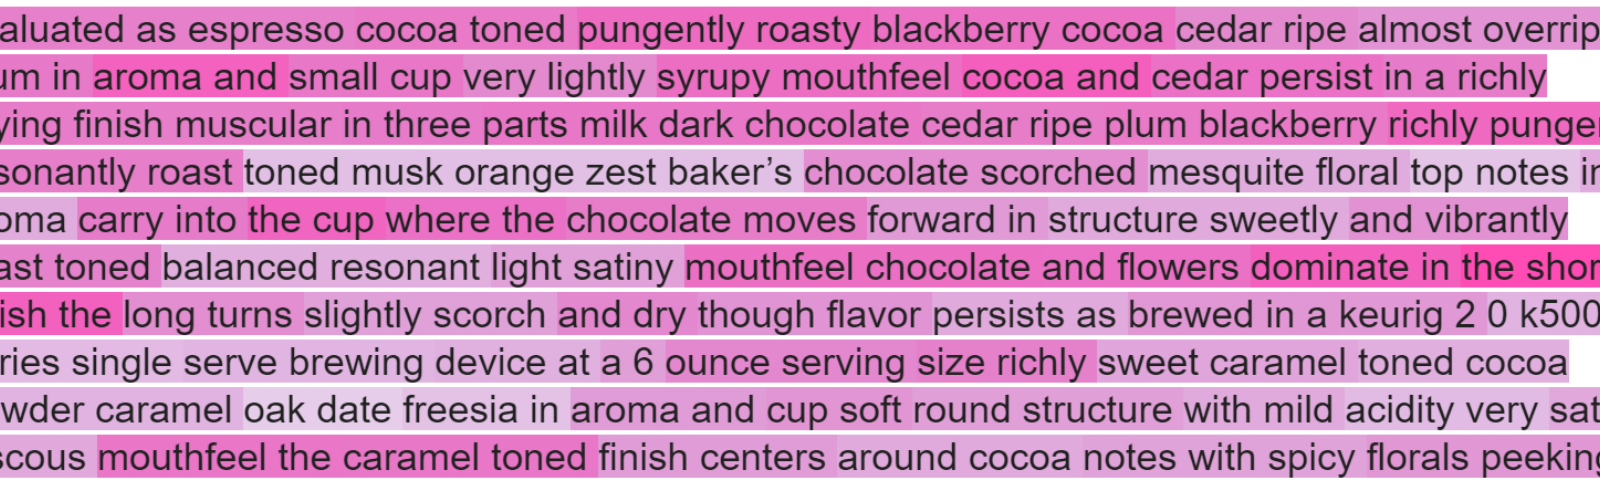 aluated as espresso cocoa toned pungently roasty blackberry cocoa cedar ripe almost overrip
um in aroma and small cup very lightly syrupy mouthfeel cocoa and cedar persist in a richly
ying finish muscular in three parts milk dark chocolate cedar ripe plum blackberry richly punge
sonantly roast toned musk orange zest baker’s chocolate scorched mesquite floral top notes in
oma carry into the cup where the chocolate moves forward in structure sweetly and vibrantly
ast toned balanced resonant light satiny mouthfeel chocolate and flowers dominate in the shor
ish the long turns slightly scorch and dry though flavor persists as brewed in a keurig 2 0 k500
ries single serve brewing device at a 6 ounce serving size richly sweet caramel toned cocoa
wder caramel oak date freesia in aroma and cup soft round structure with mild acidity very sat
scous mouthfeel the caramel toned finish centers around cocoa notes with spicy florals peeking